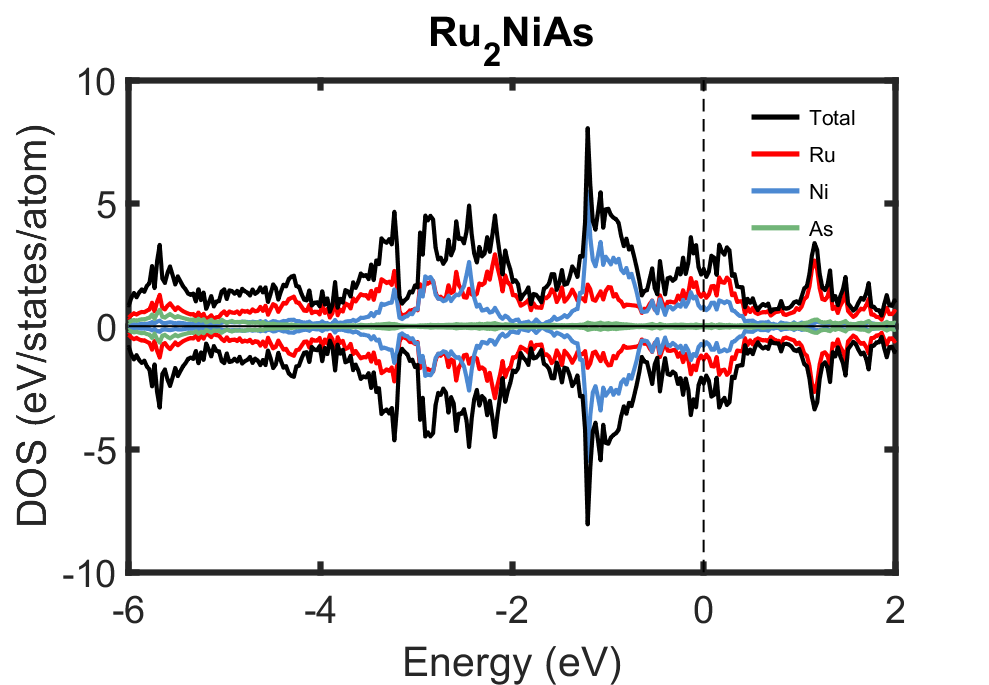 Ru2NiAs
DOS (eV/states/atom)
10
5
0
0
-5
-10
Total
Ru
Ni
As
-6
-4
-2
0
2
Energy (eV)